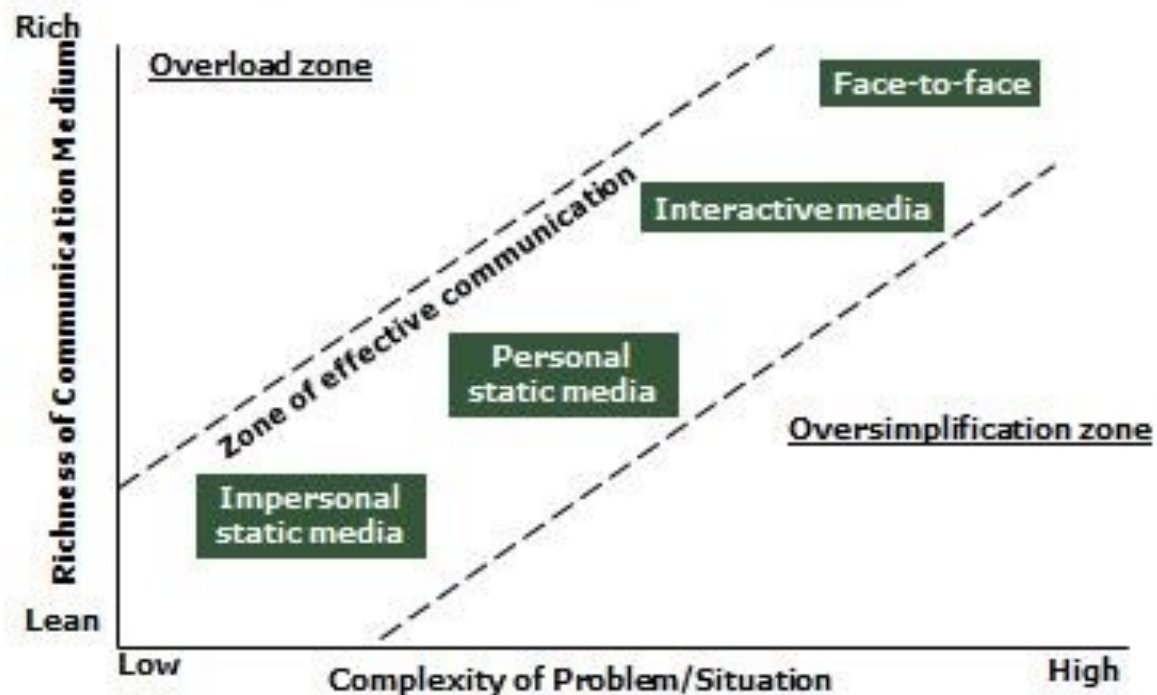 Rich
Overload zone
Face-to-face
Richness of Communication Medium
Zone of effective communication
Interactive media
Personal
static media
Oversimplification zone
Impersonal
static media
Lean
Low
Complexity of Problem/Situation
High